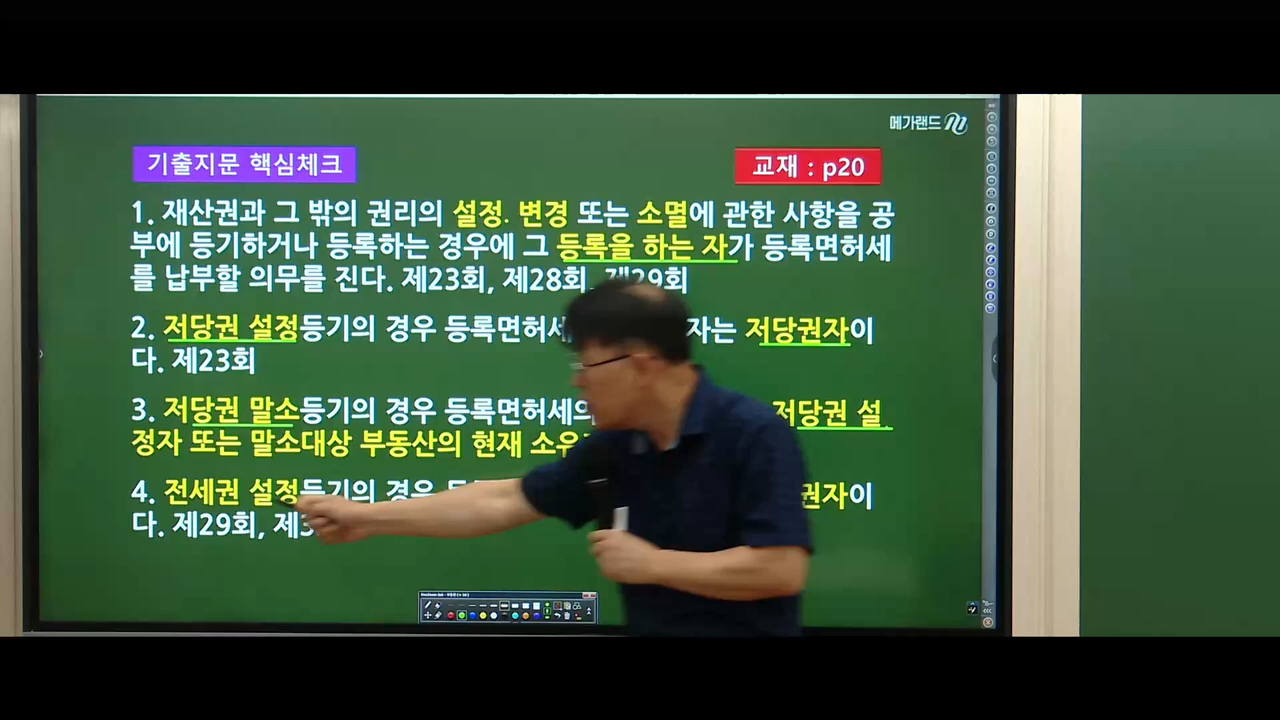 메가랜드
기출지문 핵심체크
교재 : p20
1. 재산권과 그 밖의 권리의 설정. 변경 또는 소멸에 관한 사항을 공
부에 등기하거나 등록하는 경우에 그 등록을 하는 자가 등록면허세
를 납부할 의무를 진다. 제23회, 제28회, 제29회
2. 저당권 설정등기의 경우 등록면허세 자는 저당권자이
다. 제23회
3. 저당권 말소등기의 경우 등록면허세의 저당권 설
정자 또는 말소대상 부동산의 현재 소유
4. 전세권 설정등기의 경우 권자이
다. 제29회,